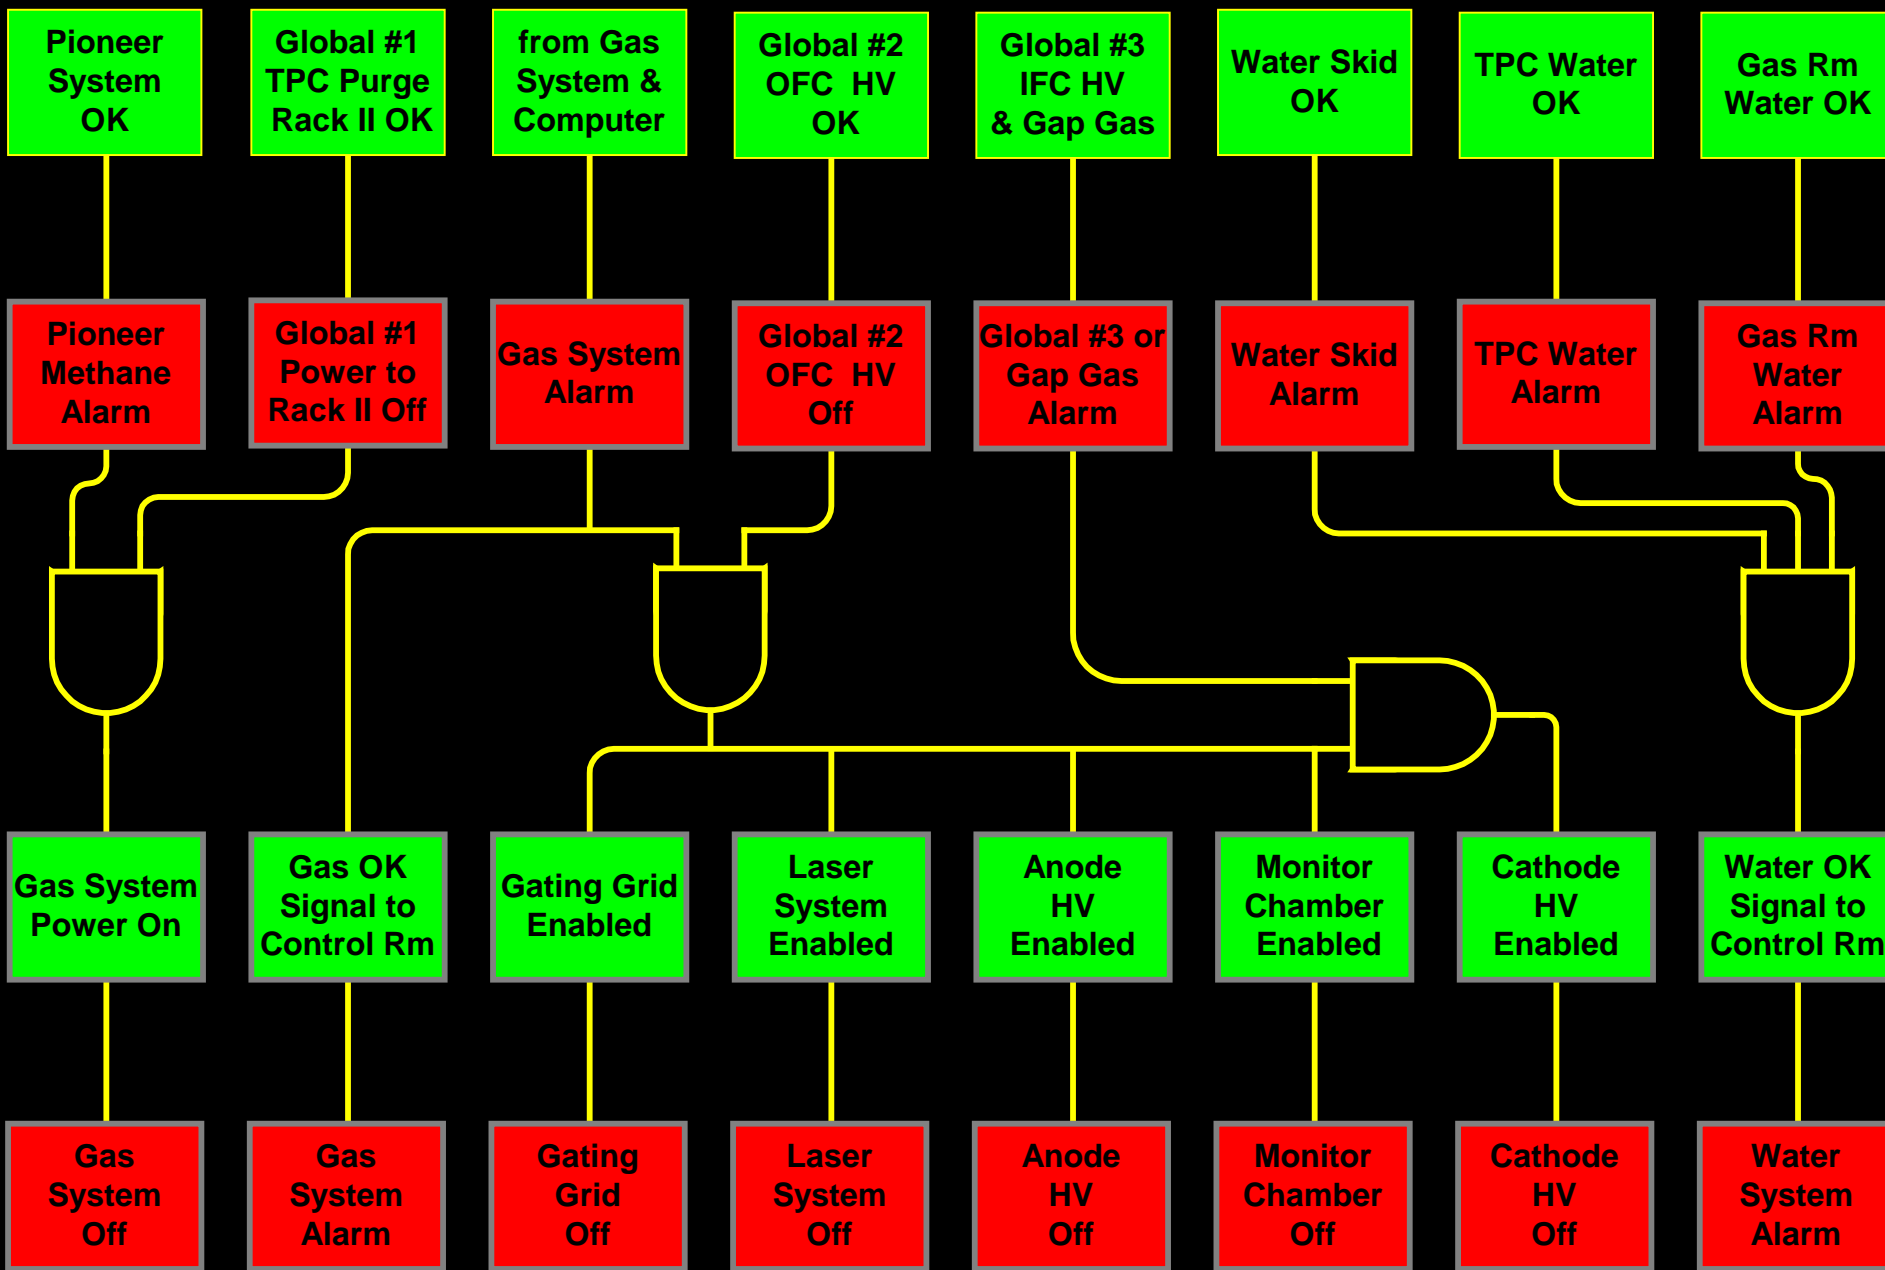 Pioneer
System
OK
Global #1
TPC Purge
Rack II OK
from Gas
System &
Computer
Global #2
OFC HV
OK
Global #3
IFC HV
& Gap Gas
Water Skid
OK
TPC Water
OK
Gas Rm
Water OK
Pioneer
Methane
Alarm
Global #1
Power to
Rack II Off
Gas System
Alarm
Global #2
OFC HV
Off
Global #3 or
Gap Gas
Alarm
Water Skid
Alarm
TPC Water
Alarm
Gas Rm
Water
Alarm
Gas System
Power On
Gas OK
Signal to
Control Rm
Gating Grid
Enabled
Laser
System
Enabled
Anode
HV
Enabled
Monitor
Chamber
Enabled
Cathode
HV
Enabled
Water OK
Signal to
Control Rm
Gas
System
Off
Gas
System
Alarm
Gating
Grid
Off
Laser
System
Off
Anode
HV
Off
Monitor
Chamber
Off
Cathode
HV
Off
Water
System
Alarm